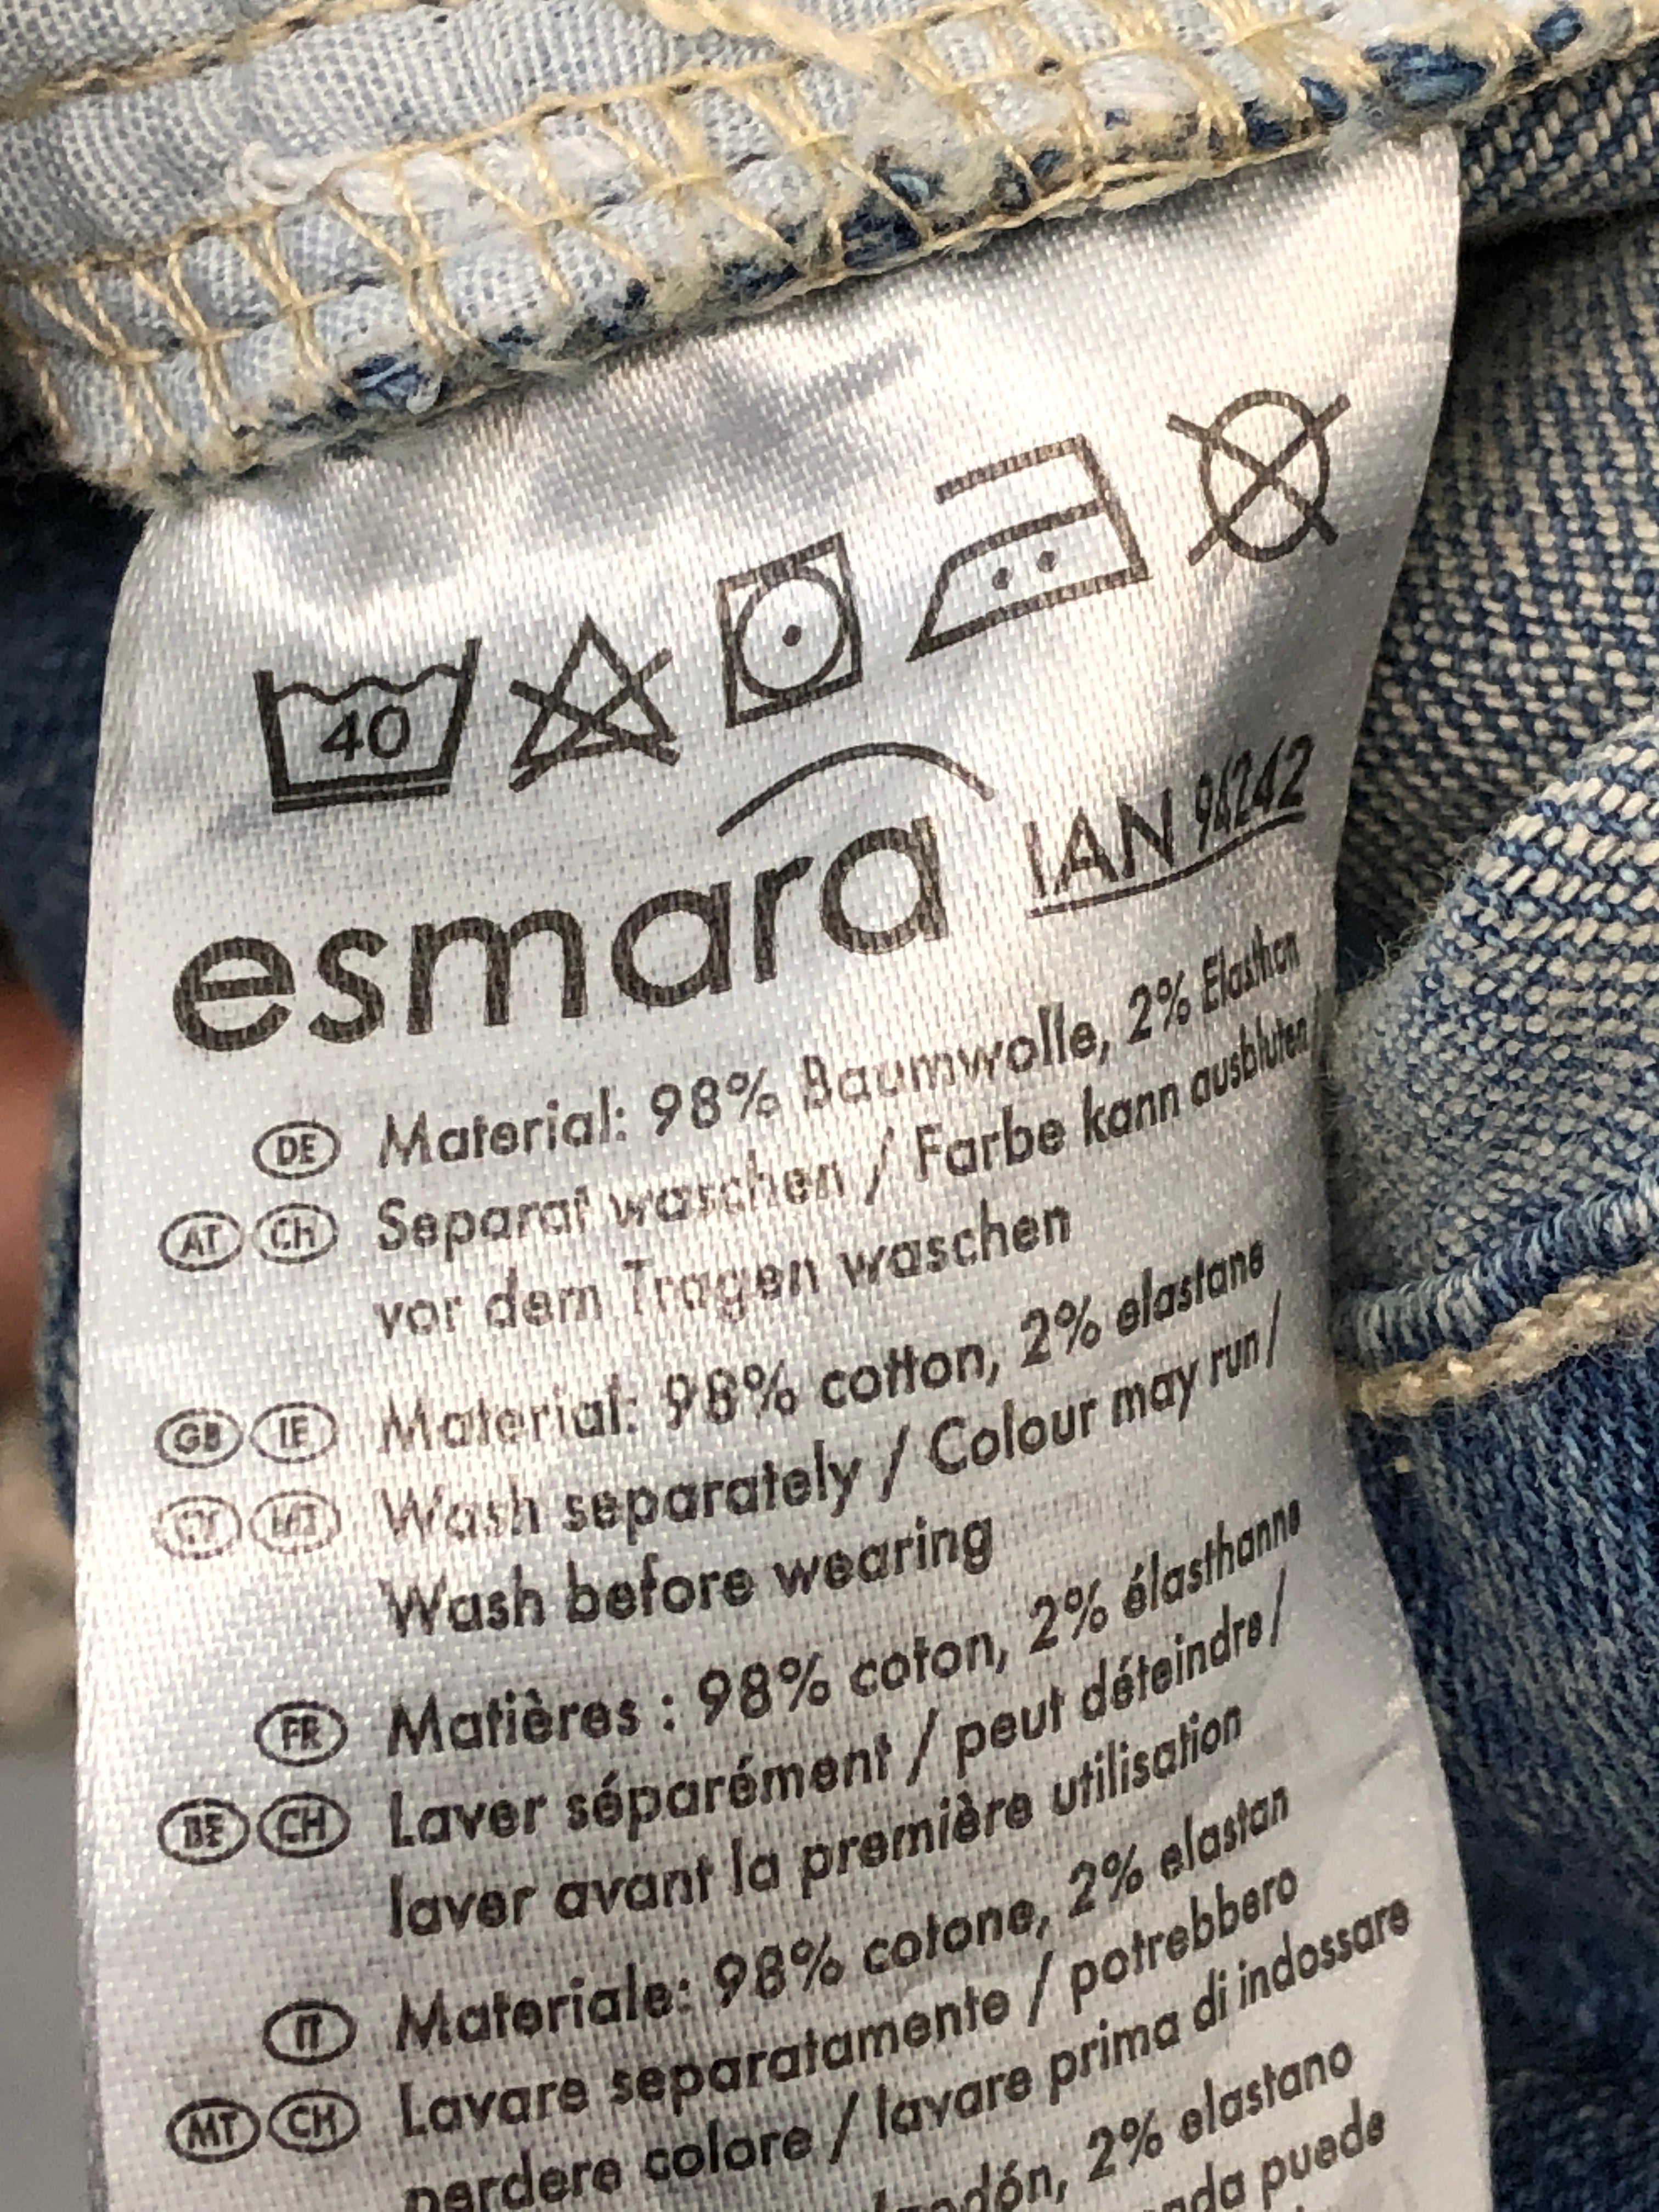 40
esmara IAN 94242
DE Material: 98% Baumwolle, 2% Elasthan
AT CH Separat waschen / Farbe kann ausbluten /
vor dem Tragen waschen
GB IE Material: 98% cotton, 2% elastane
CY MT Wash separately / Colour may run /
Wash before wearing
FR Matières : 98% coton, 2% élasthanne
BE CH Laver séparément / peut déteindre /
laver avant la première utilisation
IT Materiale: 98% cotone, 2% elastan
MT CH Lavare separatamente / potrebbero
perdere colore / lavare prima di indossare
2% elastano
puede